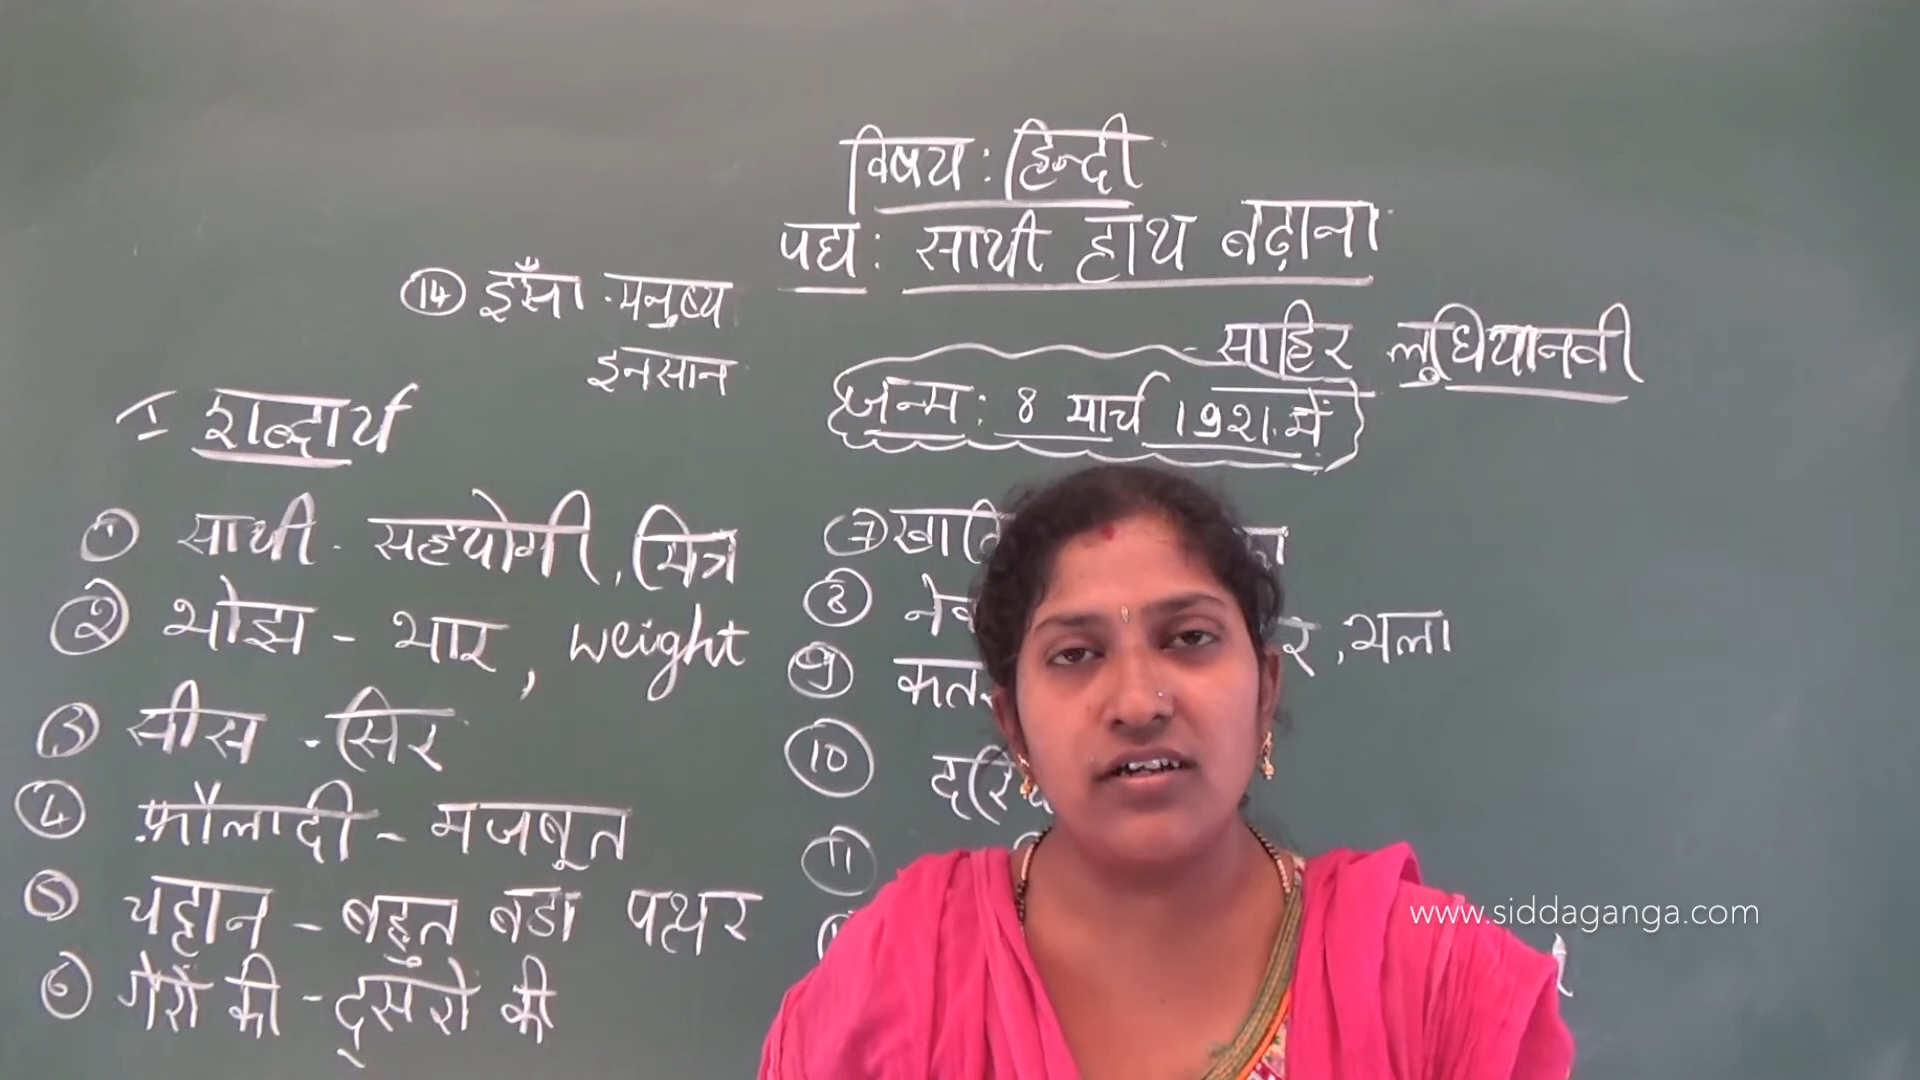 विषय : हिन्दी
पद्य : साथी हाथ बढ़ाना
- साहिर लुधियानवी
जन्म : 8 मार्च 1921 में
14 इंसाँ - मनुष्य
इनसान
I शब्दार्थ
1 साथी - सहयोगी, मित्र
2 भोझ - भार, weight
3 सीस - सिर
4 फ़ौलादी - मजबूत
5 चट्टान - बहुत बडा पत्थर
6 गैरों की - दूसरो की
7
8 भला
9
10
11
www.siddaganga.com